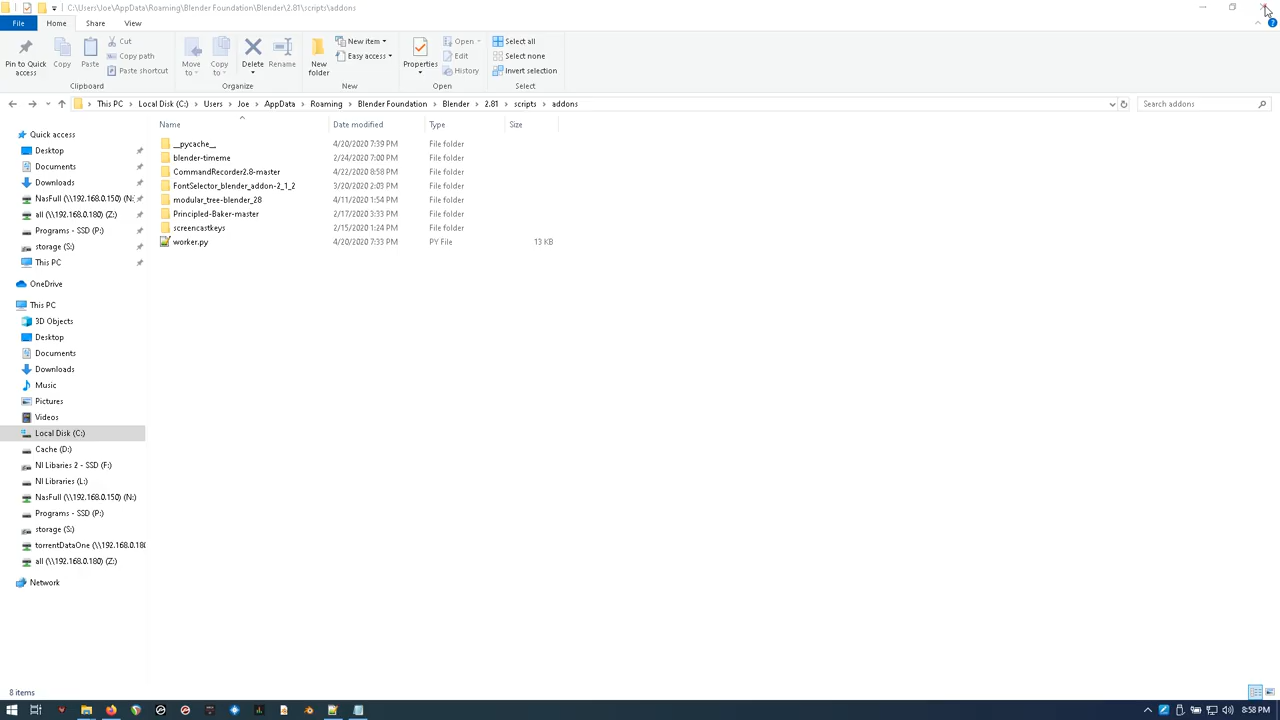 C:\Users\Joe\AppData\Roaming\Blender Foundation\Blender\2.81\scripts\addons
File Home Share View
Pin to Quick access
Copy
Paste
Cut
Copy path
Paste shortcut
Clipboard
Move to
Copy to
Delete
Rename
Organize
New folder
New item
Easy access
New
Properties
Open
Edit
History
Open
Select all
Select none
Invert selection
Select
This PC > Local Disk (C:) > Users > Joe > AppData > Roaming > Blender Foundation > Blender > 2.81 > scripts > addons
Search addons
Name Date modified Type Size
__pycache__ 4/20/2020 7:39 PM File folder
blender-timeme 2/24/2020 7:00 PM File folder
CommandRecorder2.8-master 4/22/2020 8:58 PM File folder
FontSelector_blender_addon-2_1_2 3/20/2020 2:03 PM File folder
modular_tree-blender_28 4/11/2020 1:54 PM File folder
Principled-Baker-master 2/17/2020 3:33 PM File folder
screencastkeys 2/15/2020 1:24 PM File folder
worker.py 4/20/2020 7:33 PM PY File 13 KB
Quick access
Desktop
Documents
Downloads
NasFull (\\192.168.0.150) (N:
all (\\192.168.0.180) (Z:)
Programs - SSD (P:)
storage (S:)
This PC
OneDrive
This PC
3D Objects
Desktop
Documents
Downloads
Music
Pictures
Videos
Local Disk (C:)
Cache (D:)
NI Libaries 2 - SSD (F:)
NI Libaries (L:)
NasFull (\\192.168.0.150) (N:)
Programs - SSD (P:)
storage (S:)
torrentDataOne (\\192.168.0.180
all (\\192.168.0.180) (Z:)
Network
8 items
8:58 PM